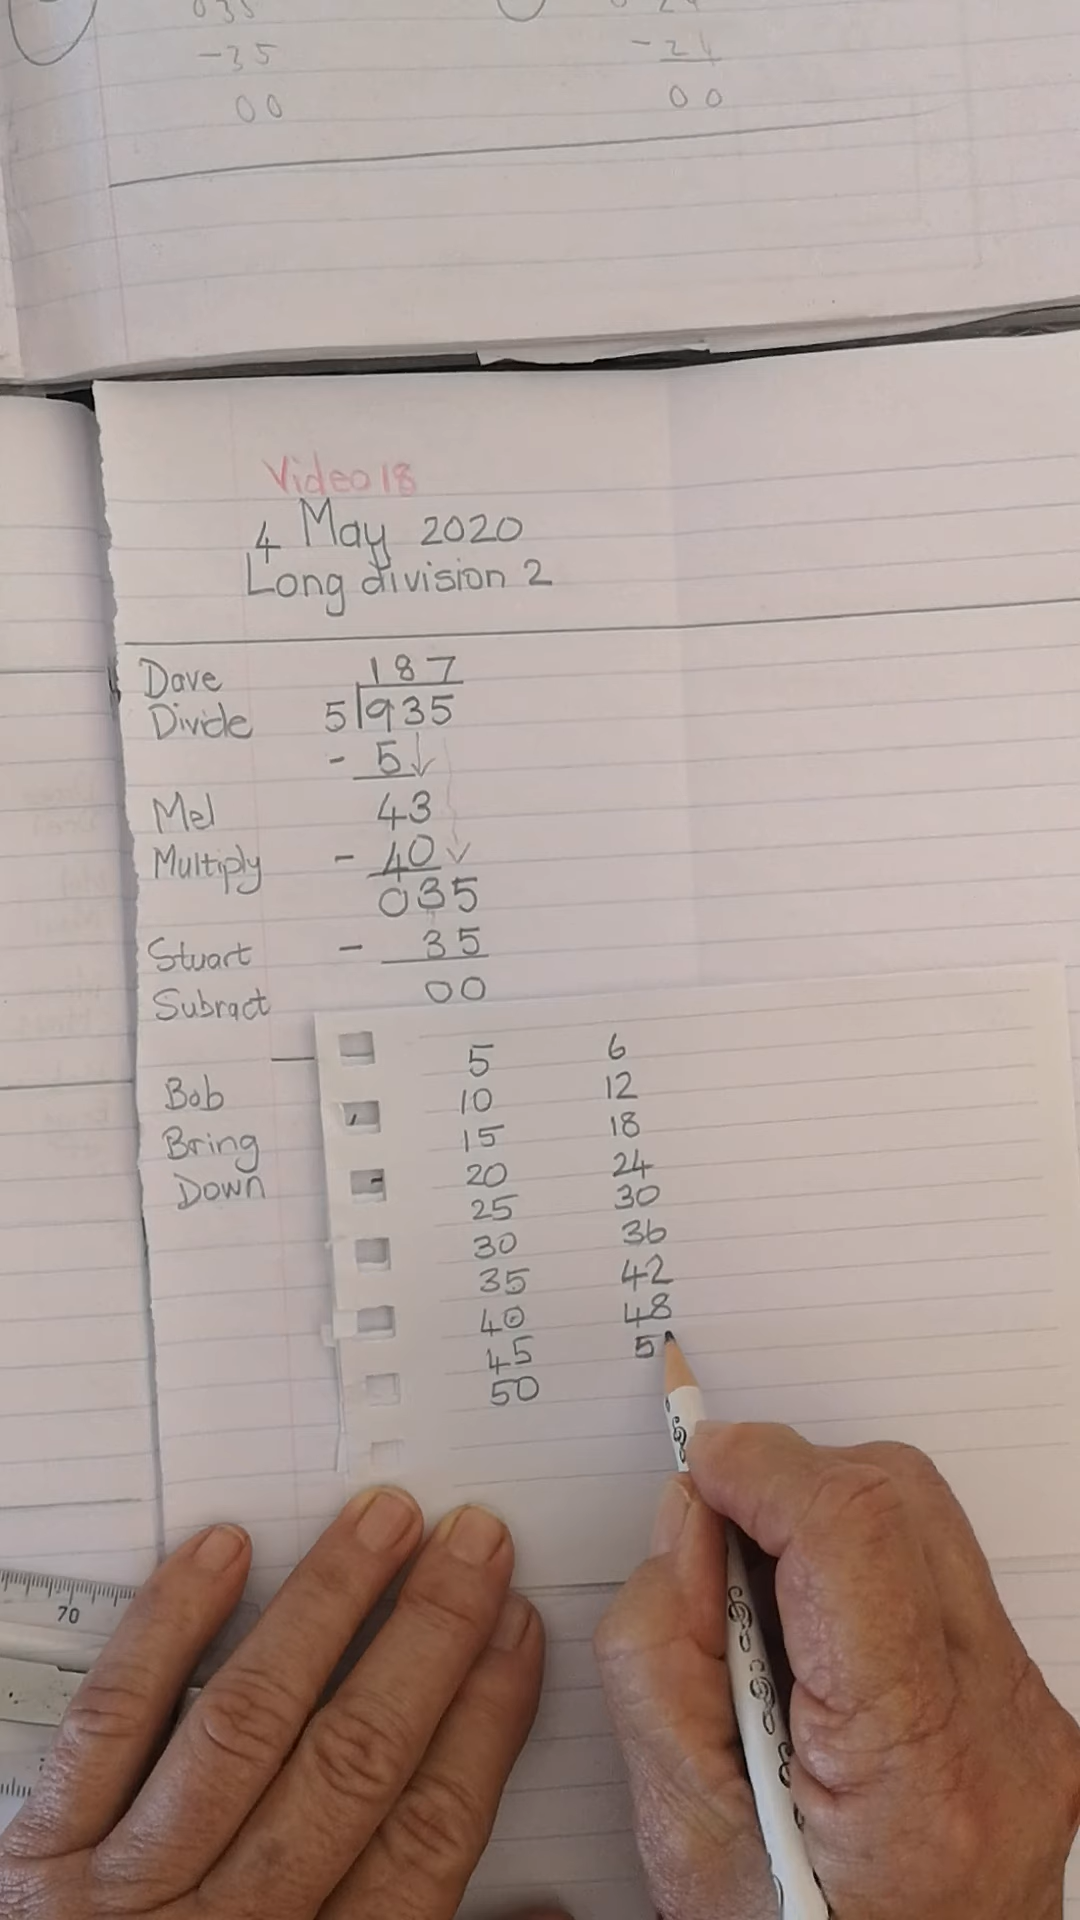 035
-35
00
- 24
00
Video 18
4 May 2020
Long division 2
Dave
Divide
Mel
Multiply
Stuart
Subract
Bob
Bring
Down
187
5 935
- 5
43
- 40
035
- 35
00
5 6
10 12
15 18
20 24
25 30
30 36
35 42
40 48
45 5
50
70